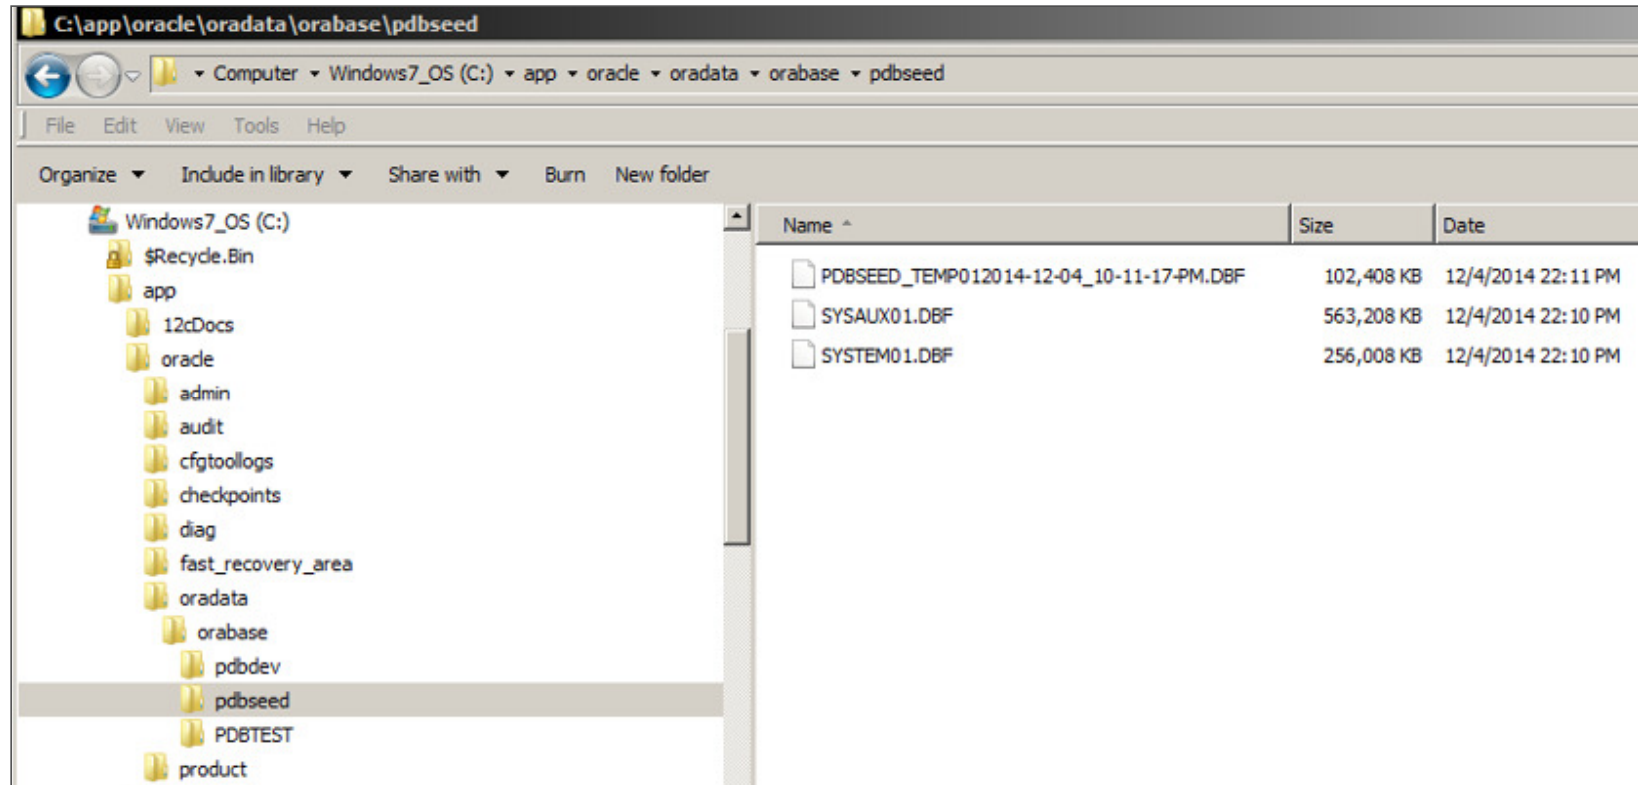 C:\app\oracle\oradata\orabase\pdbseed
Computer Windows7_OS (C:) app oracle oradata orabase pdbseed
File Edit View Tools Help
Organize Include in library Share with Burn New folder
Windows7_OS (C:)
$Recycle.Bin
app
12cDocs
oracle
admin
audit
cfgtoollogs
checkpoints
diag
fast_recovery_area
oradata
orabase
pdbdev
pdbseed
PDBTEST
product
Name Size Date
PDBSEED_TEMP012014-12-04_10-11-17-PM.DBF 102,408 KB 12/4/2014 22:11 PM
SYSAUX01.DBF 563,208 KB 12/4/2014 22:10 PM
SYSTEM01.DBF 256,008 KB 12/4/2014 22:10 PM